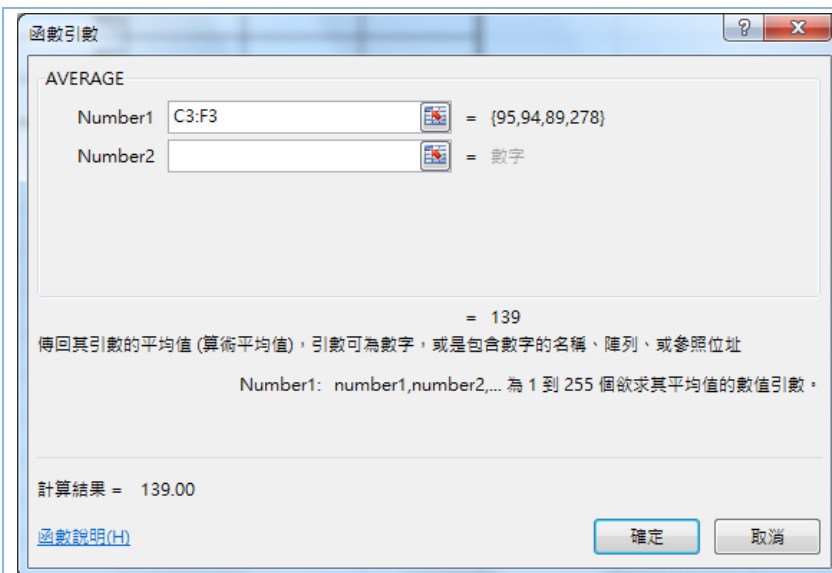 函數引數
AVERAGE
Number1 C3:F3 = {95,94,89,278}
Number2 = 數字
= 139
傳回其引數的平均值 (算術平均值)，引數可為數字，或是包含數字的名稱、陣列、或參照位址
Number1: number1,number2,... 為 1 到 255 個欲求其平均值的數值引數。
計算結果 = 139.00
函數說明(H) 確定 取消